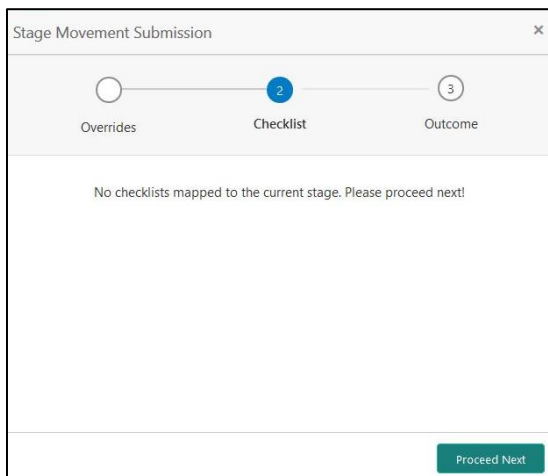 Stage Movement Submission
×
2
3
Overrides
Checklist
Outcome
No checklists mapped to the current stage. Please proceed next!
Proceed Next